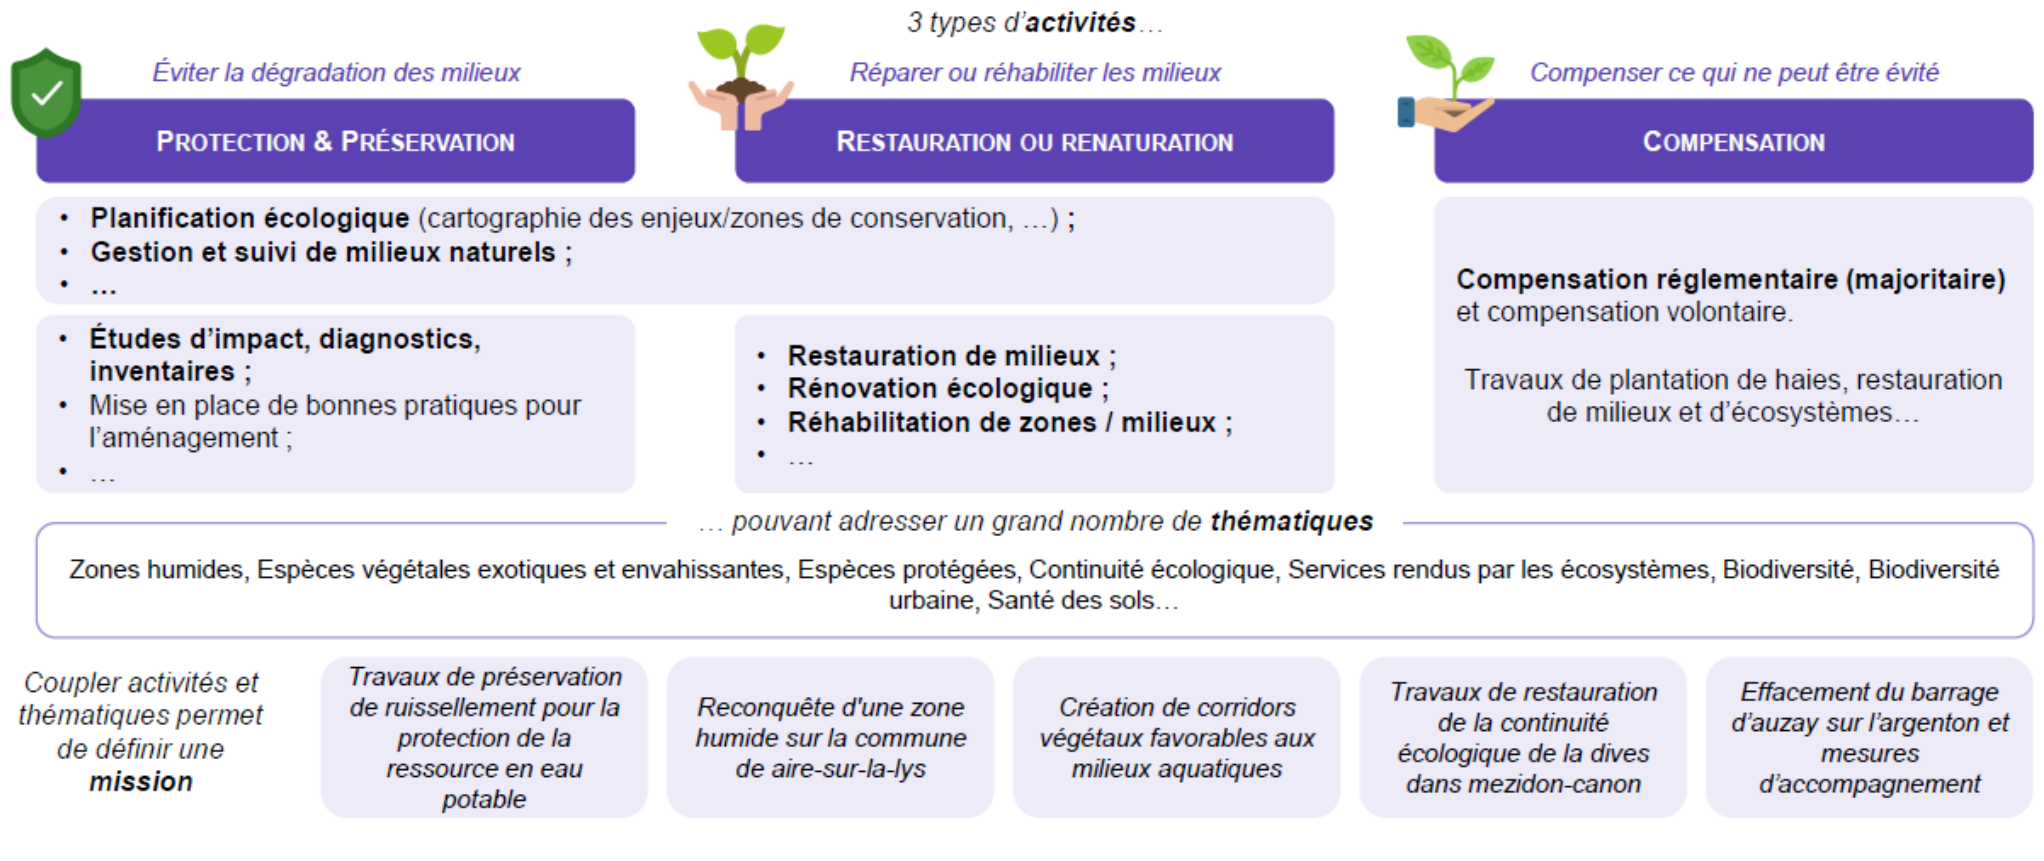 3 types d’activités…
Éviter la dégradation des milieux
Réparer ou réhabiliter les milieux
Compenser ce qui ne peut être évité
PROTECTION & PRÉSERVATION
RESTAURATION OU RENATURATION
COMPENSATION
• Planification écologique (cartographie des enjeux/zones de conservation, …) ;
• Gestion et suivi de milieux naturels ;
• …
• Études d’impact, diagnostics,
inventaires ;
• Mise en place de bonnes pratiques pour
l’aménagement ;
• …
• Restauration de milieux ;
• Rénovation écologique ;
• Réhabilitation de zones / milieux ;
• …
Compensation réglementaire (majoritaire)
et compensation volontaire.
Travaux de plantation de haies, restauration
de milieux et d’écosystèmes…
… pouvant adresser un grand nombre de thématiques
Zones humides, Espèces végétales exotiques et envahissantes, Espèces protégées, Continuité écologique, Services rendus par les écosystèmes, Biodiversité, Biodiversité
urbaine, Santé des sols…
Coupler activités et
thématiques permet
de définir une
mission
Travaux de préservation
de ruissellement pour la
protection de la
ressource en eau
potable
Reconquête d'une zone
humide sur la commune
de aire-sur-la-lys
Création de corridors
végétaux favorables aux
milieux aquatiques
Travaux de restauration
de la continuité
écologique de la dives
dans mezidon-canon
Effacement du barrage
d’auzay sur l’argenton et
mesures
d’accompagnement